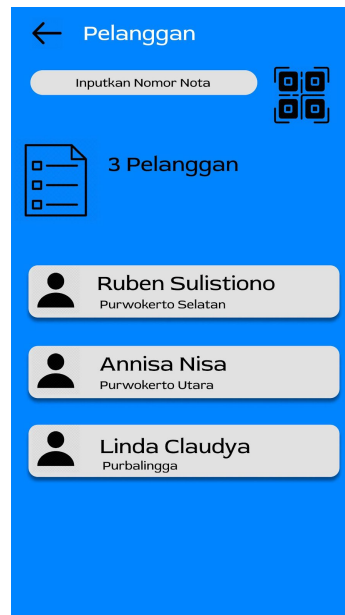 Pelanggan
Inputkan Nomor Nota
3 Pelanggan
Ruben Sulistiono
Purwokerto Selatan
Annisa Nisa
Purwokerto Utara
Linda Claudya
Purbalingga